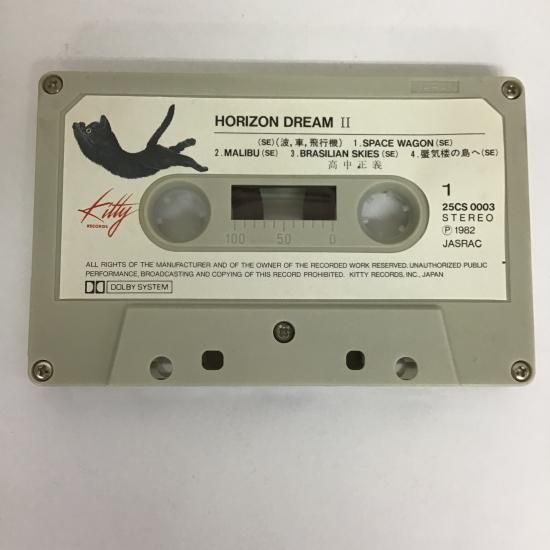 HORIZON DREAM II
(SE)(波,車,飛行機) 1.SPACE WAGON(SE)
2.MALIBU(SE) 3.BRASILIAN SKIES(SE) 4.蜃気楼の島へ(SE)
高中正義
Kitty
RECORDS
1
25CS 0003
STEREO
Ⓟ 1982
JASRAC
100 50 0
ALL RIGHTS OF THE MANUFACTURER AND OF THE OWNER OF THE RECORDED WORK RESERVED. UNAUTHORIZED PUBLIC
PERFORMANCE, BROADCASTING AND COPYING OF THIS RECORD PROHIBITED. KITTY RECORDS, INC., JAPAN
DOLBY SYSTEM